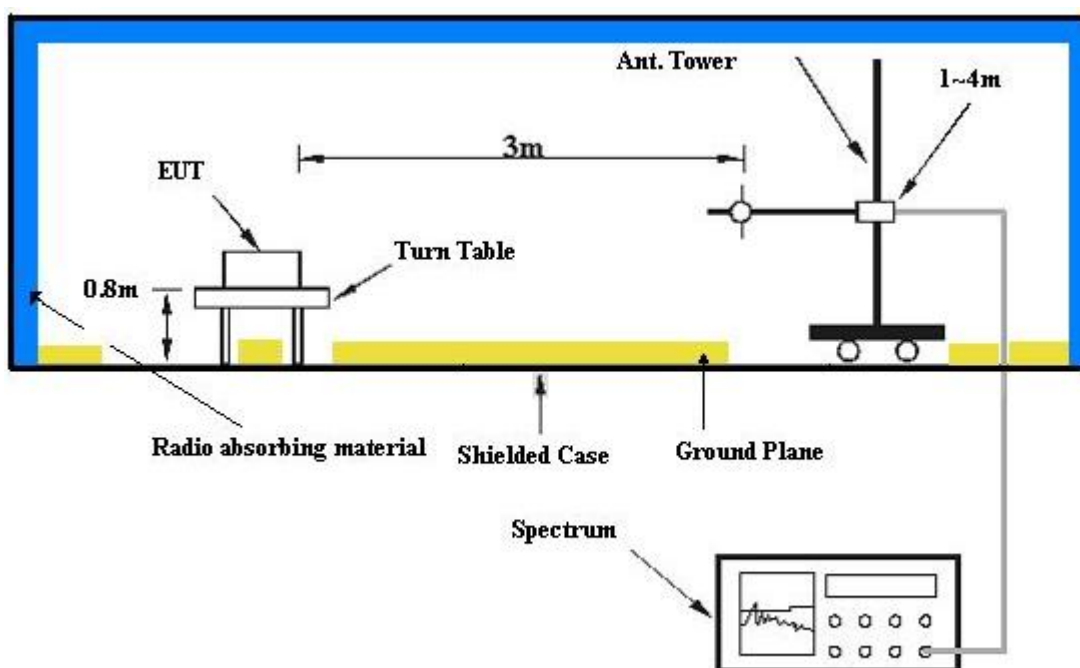 Ant. Tower
1~4m
3m
EUT
Turn Table
0.8m
Radio absorbing material
Shielded Case
Ground Plane
Spectrum